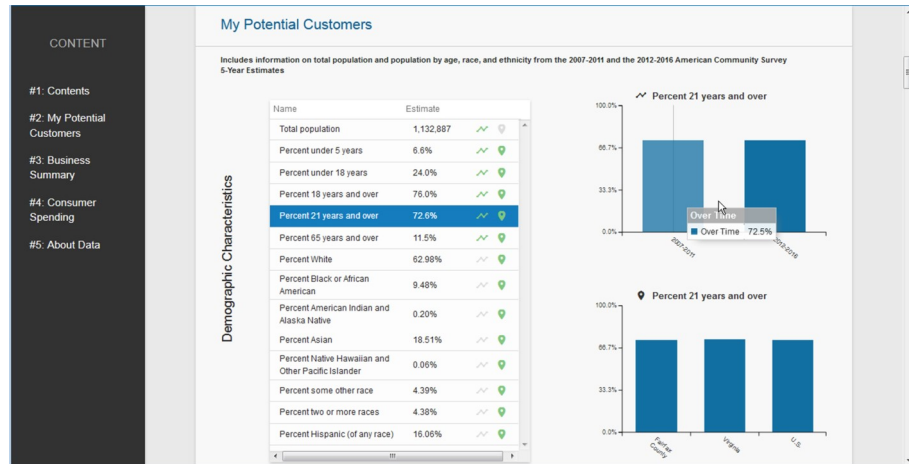 CONTENT
#1: Contents
#2: My Potential
Customers
#3: Business
Summary
#4: Consumer
Spending
#5: About Data
My Potential Customers
Includes information on total population and population by age, race, and ethnicity from the 2007-2011 and the 2012-2016 American Community Survey
5-Year Estimates
Demographic Characteristics
Name Estimate
Total population 1,132,887
Percent under 5 years 6.6%
Percent under 18 years 24.0%
Percent 18 years and over 76.0%
Percent 21 years and over 72.6%
Percent 65 years and over 11.5%
Percent White 62.98%
Percent Black or African
American 9.48%
Percent American Indian and
Alaska Native 0.20%
Percent Asian 18.51%
Percent Native Hawaiian and
Other Pacific Islander 0.06%
Percent some other race 4.39%
Percent two or more races 4.38%
Percent Hispanic (of any race) 16.06%
Percent 21 years and over
100.0%
66.7%
33.3%
0.0%
Over Time
Over Time 72.5%
2007-2011
2012-2016
Percent 21 years and over
100.0%
66.7%
33.3%
0.0%
Fairfax
County
Virginia
U.S.